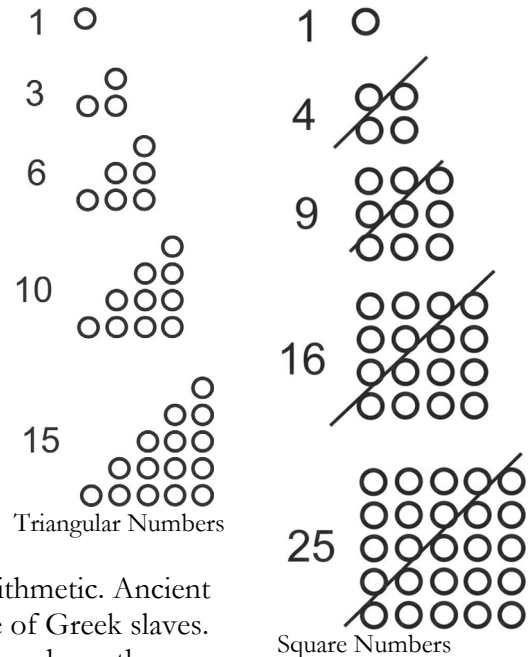 1
3
6
10
15
Triangular Numbers
1
4
9
16
25
Square Numbers
ithmetic. Ancient
of Greek slaves.